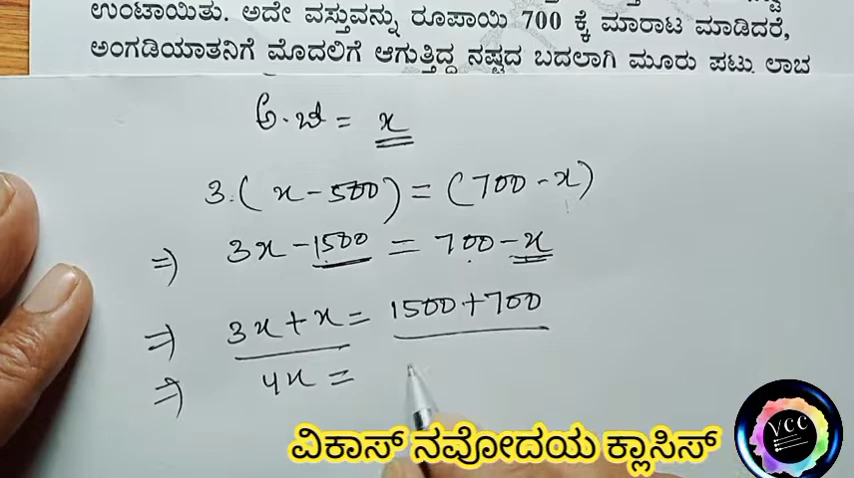 ಉಂಟಾಯಿತು. ಅದೇ ವಸ್ತುವನ್ನು ರೂಪಾಯಿ 700 ಕ್ಕೆ ಮಾರಾಟ ಮಾಡಿದರೆ,
ಅಂಗಡಿಯಾತನಿಗೆ ಮೊದಲಿಗೆ ಆಗುತ್ತಿದ್ದ ನಷ್ಟದ ಬದಲಾಗಿ ಮೂರು ಪಟ್ಟು ಲಾಭ
ಅ.ಬೆ = x
3.(x-500) = (700-x)
⇒ 3x - 1500 = 700 - x
⇒ 3x + x = 1500 + 700
⇒ 4x =
ವಿಕಾಸ್ ನವೋದಯ ಕ್ಲಾಸಿಸ್
VCC